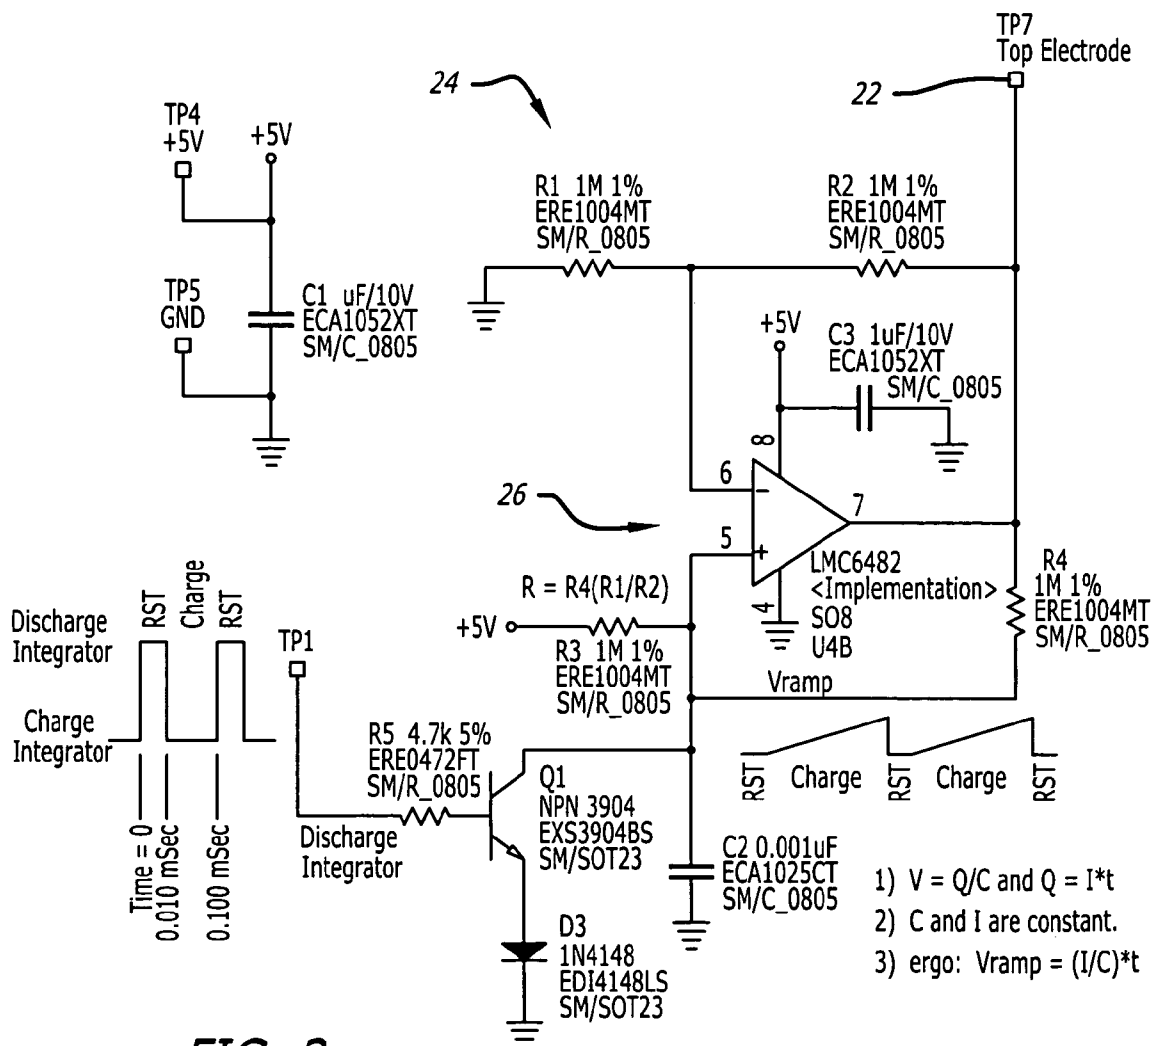 TP7
Top Electrode
24
22
TP4
+5V
+5V
R1 1M 1%
ERE1004MT
SM/R_0805
R2 1M 1%
ERE1004MT
SM/R_0805
TP5
GND
C1 uF/10V
ECA1052XT
SM/C_0805
+5V
C3 1uF/10V
ECA1052XT
SM/C_0805
8
6
7
26
5
4
LMC6482
<Implementation>
SO8
U4B
R = R4(R1/R2)
+5V
R3 1M 1%
ERE1004MT
SM/R_0805
R4
1M 1%
ERE1004MT
SM/R_0805
Vramp
Discharge
Integrator
RST
Charge
RST
TP1
Charge
Integrator
R5 4.7k 5%
ERE0472FT
SM/R_0805
Discharge
Integrator
Q1
NPN 3904
EXS3904BS
SM/SOT23
RST
Charge
RST
Charge
RST
Time = 0
0.010 mSec
0.100 mSec
C2 0.001uF
ECA1025CT
SM/C_0805
D3
1N4148
EDI4148LS
SM/SOT23
1) V = Q/C and Q = I*t
2) C and I are constant.
3) ergo: Vramp = (I/C)*t